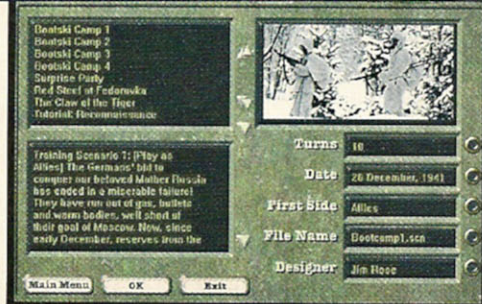 Bootski Camp 1
Bootski Camp 2
Bootski Camp 3
Bootski Camp 4
Surprise Party
Red Steel at Fedorovka
The Claw of the Tiger
Tutorial: Reconnaissance
Training Scenario 1: [Play as
Allies] The Germans' bid to
conquer our beloved Mother Russia
has ended in a miserable failure!
They have run out of gas, bullets
and warm bodies, well short of
their goal of Moscow. Now, since
early December, reserves from the
Turns
10
Date
26 December, 1941
First Side
Allies
File Name
Bootcamp1.scn
Designer
Jim Rose
Main Menu
OK
Exit